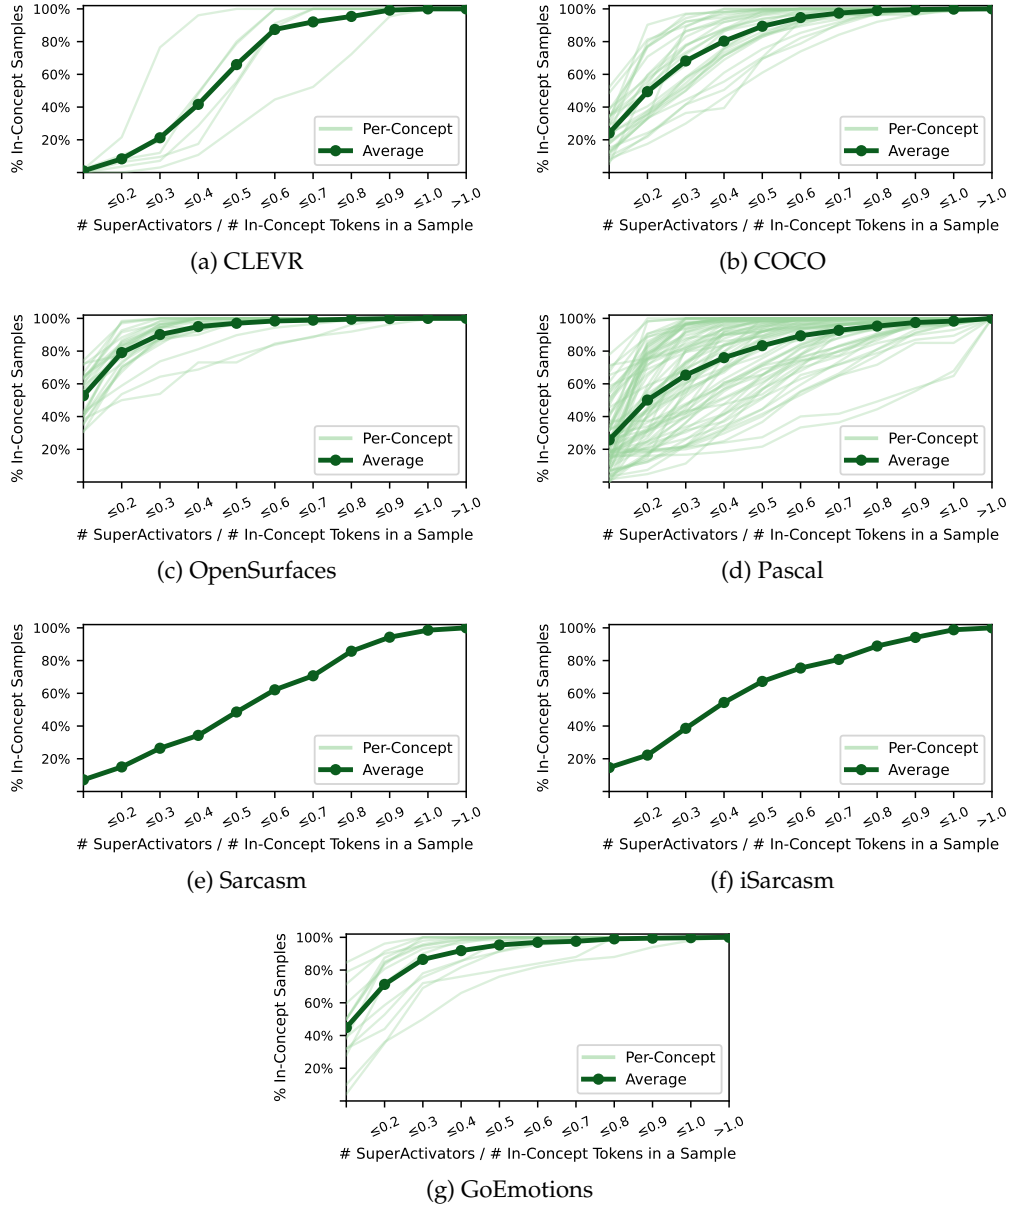 100%
80%
60%
40%
20%
% In-Concept Samples
Per-Concept
Average
≤0.2 ≤0.3 ≤0.4 ≤0.5 ≤0.6 ≤0.7 ≤0.8 ≤0.9 ≤1.0 >1.0
# SuperActivators / # In-Concept Tokens in a Sample
(a) CLEVR
100%
80%
60%
40%
20%
% In-Concept Samples
Per-Concept
Average
≤0.2 ≤0.3 ≤0.4 ≤0.5 ≤0.6 ≤0.7 ≤0.8 ≤0.9 ≤1.0 >1.0
# SuperActivators / # In-Concept Tokens in a Sample
(b) COCO
100%
80%
60%
40%
20%
% In-Concept Samples
Per-Concept
Average
≤0.2 ≤0.3 ≤0.4 ≤0.5 ≤0.6 ≤0.7 ≤0.8 ≤0.9 ≤1.0 >1.0
# SuperActivators / # In-Concept Tokens in a Sample
(c) OpenSurfaces
100%
80%
60%
40%
20%
% In-Concept Samples
Per-Concept
Average
≤0.2 ≤0.3 ≤0.4 ≤0.5 ≤0.6 ≤0.7 ≤0.8 ≤0.9 ≤1.0 >1.0
# SuperActivators / # In-Concept Tokens in a Sample
(d) Pascal
100%
80%
60%
40%
20%
% In-Concept Samples
Per-Concept
Average
≤0.2 ≤0.3 ≤0.4 ≤0.5 ≤0.6 ≤0.7 ≤0.8 ≤0.9 ≤1.0 >1.0
# SuperActivators / # In-Concept Tokens in a Sample
(e) Sarcasm
100%
80%
60%
40%
20%
% In-Concept Samples
Per-Concept
Average
≤0.2 ≤0.3 ≤0.4 ≤0.5 ≤0.6 ≤0.7 ≤0.8 ≤0.9 ≤1.0 >1.0
# SuperActivators / # In-Concept Tokens in a Sample
(f) iSarcasm
100%
80%
60%
40%
20%
% In-Concept Samples
Per-Concept
Average
≤0.2 ≤0.3 ≤0.4 ≤0.5 ≤0.6 ≤0.7 ≤0.8 ≤0.9 ≤1.0 >1.0
# SuperActivators / # In-Concept Tokens in a Sample
(g) GoEmotions